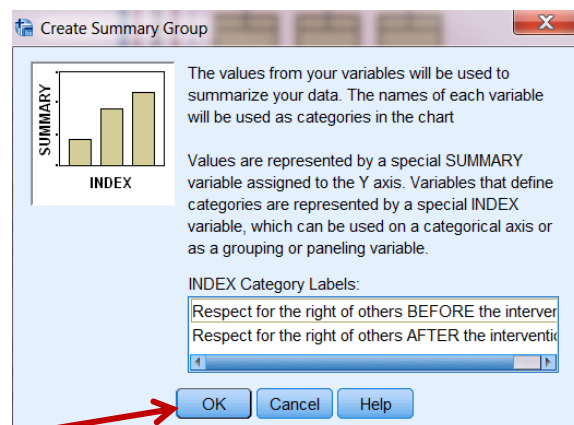 Create Summary Group
X
SUMMARY
INDEX
The values from your variables will be used to
summarize your data. The names of each variable
will be used as categories in the chart
Values are represented by a special SUMMARY
variable assigned to the Y axis. Variables that define
categories are represented by a special INDEX
variable, which can be used on a categorical axis or
as a grouping or paneling variable.
INDEX Category Labels:
Respect for the right of others BEFORE the interver
Respect for the right of others AFTER the interventic
OK Cancel Help